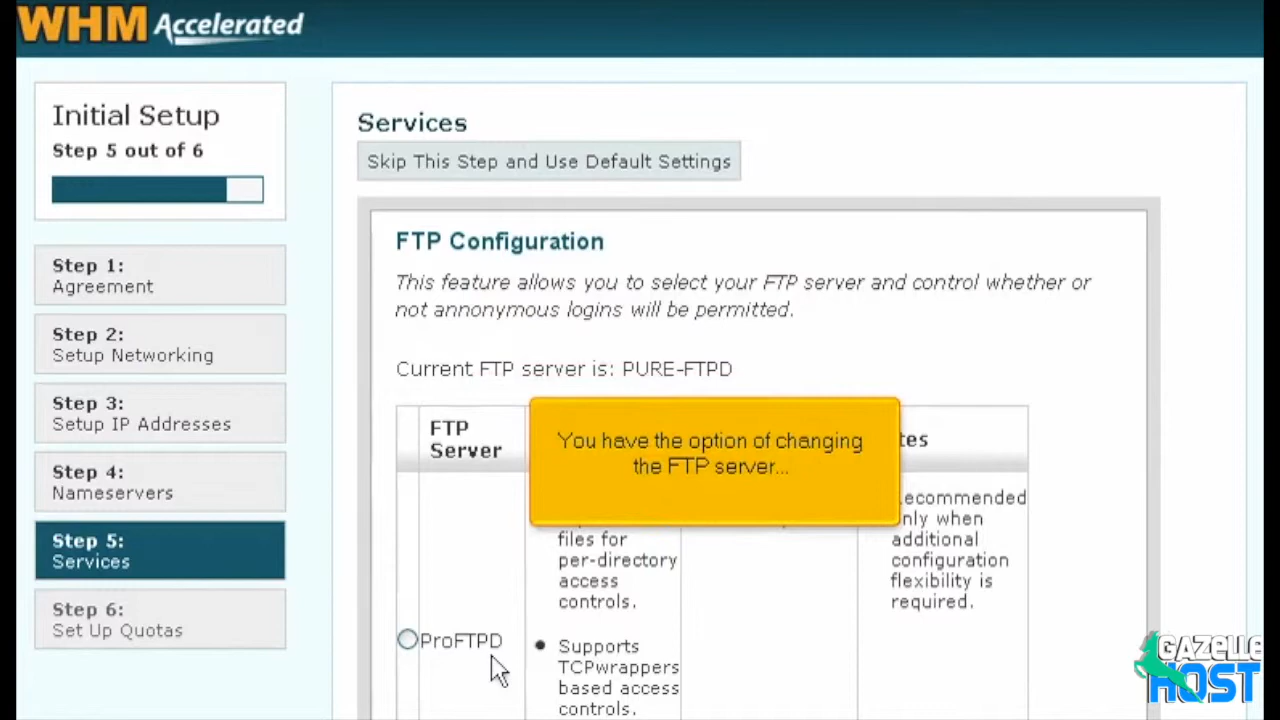 WHM Accelerated
Initial Setup
Step 5 out of 6
Step 1:
Agreement
Step 2:
Setup Networking
Step 3:
Setup IP Addresses
Step 4:
Nameservers
Step 5:
Services
Step 6:
Set Up Quotas
Services
Skip This Step and Use Default Settings
FTP Configuration
This feature allows you to select your FTP server and control whether or
not annonymous logins will be permitted.
Current FTP server is: PURE-FTPD
FTP
Server
You have the option of changing
the FTP server...
ProFTPD
files for
per-directory
access
controls.
• Supports
TCPwrappers
based access
controls.
only when
additional
configuration
flexibility is
required.
GAZELLE
HOST